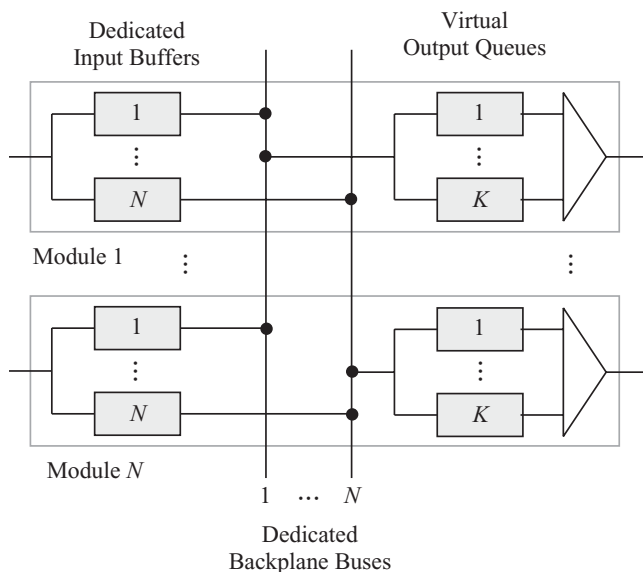 Dedicated
Input Buffers
Virtual
Output Queues
1
⋮
N
1
⋮
K
Module 1
⋮
⋮
1
⋮
N
1
⋮
K
Module N
1 ... N
Dedicated
Backplane Buses